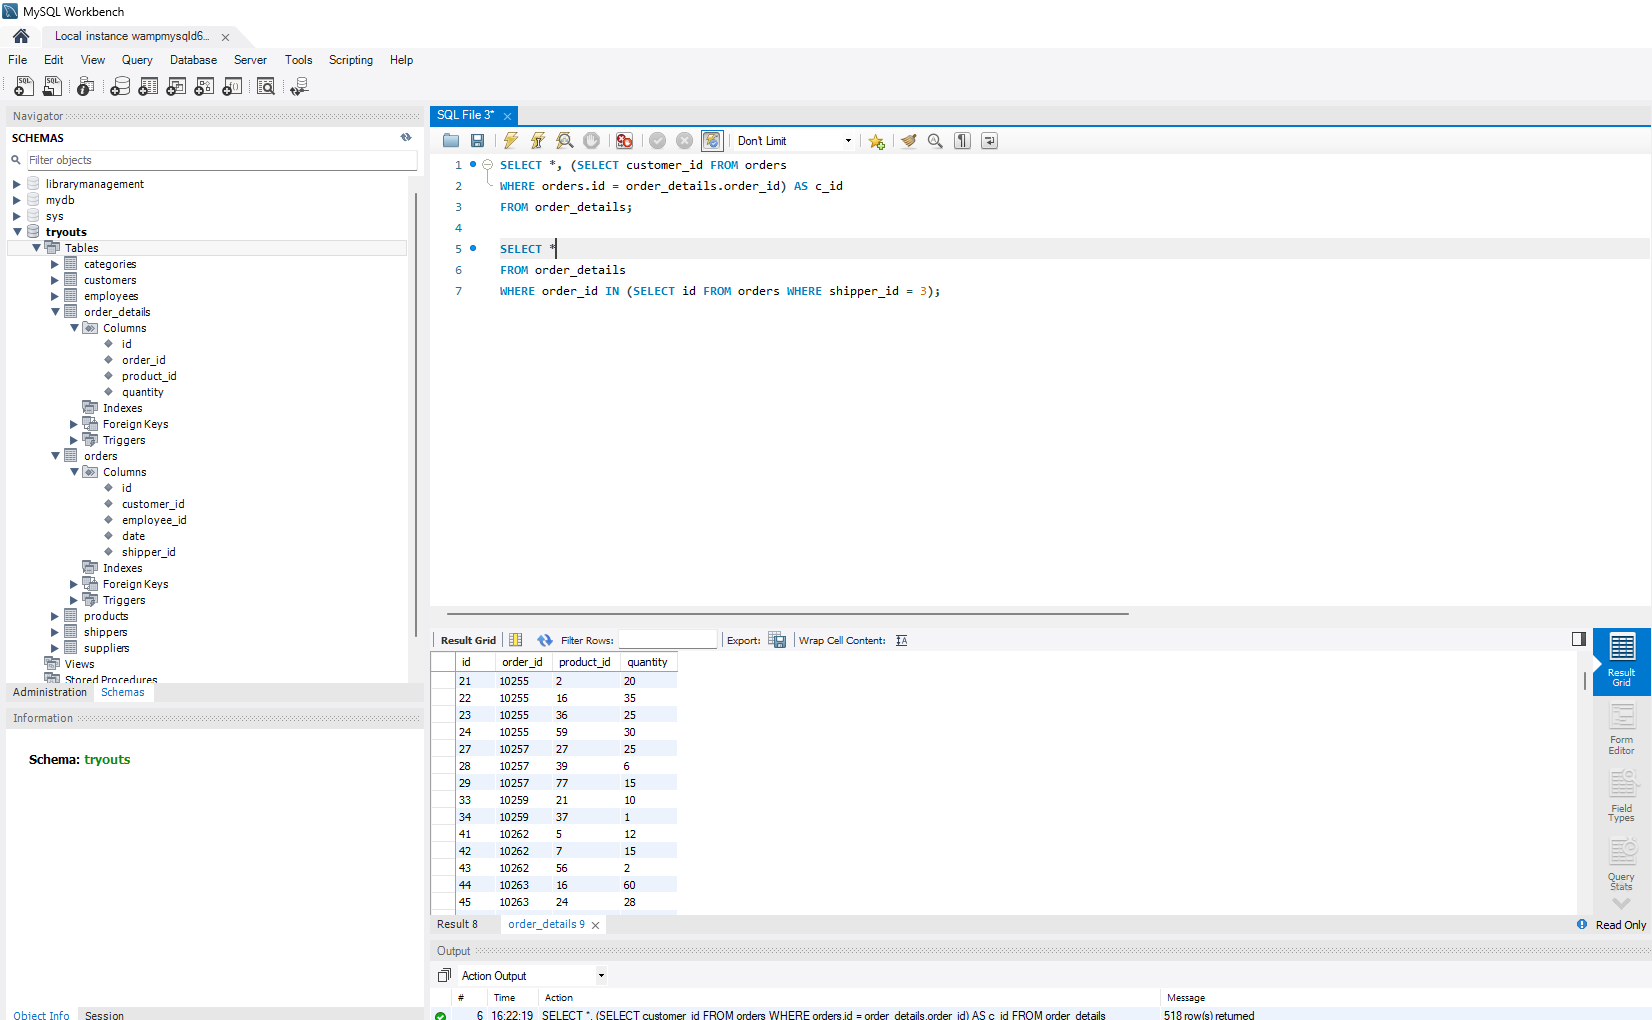 MySQL Workbench
Local instance wampmysqld6...
File Edit View Query Database Server Tools Scripting Help
Navigator
SCHEMAS
Filter objects
librarymanagement
mydb
sys
tryouts
Tables
categories
customers
employees
order_details
Columns
id
order_id
product_id
quantity
Indexes
Foreign Keys
Triggers
orders
Columns
id
customer_id
employee_id
date
shipper_id
Indexes
Foreign Keys
Triggers
products
shippers
suppliers
Views
Stored Procedures
Administration Schemas
Information
Schema: tryouts
Object Info Session
SQL File 3*
Don't Limit
1 SELECT *, (SELECT customer_id FROM orders
2 WHERE orders.id = order_details.order_id) AS c_id
3 FROM order_details;
4
5 SELECT *
6 FROM order_details
7 WHERE order_id IN (SELECT id FROM orders WHERE shipper_id = 3);
Result Grid Filter Rows: Export: Wrap Cell Content:
id order_id product_id quantity
21 10255 2 20
22 10255 16 35
23 10255 36 25
24 10255 59 30
27 10257 27 25
28 10257 39 6
29 10257 77 15
33 10259 21 10
34 10259 37 1
41 10262 5 12
42 10262 7 15
43 10262 56 2
44 10263 16 60
45 10263 24 28
Result Grid
Form Editor
Field Types
Query Stats
Result 8 order_details 9 Read Only
Output
Action Output
# Time Action Message
6 16:22:19 SELECT *, (SELECT customer_id FROM orders WHERE orders.id = order_details.order_id) AS c_id FROM order_details 518 row(s) returned